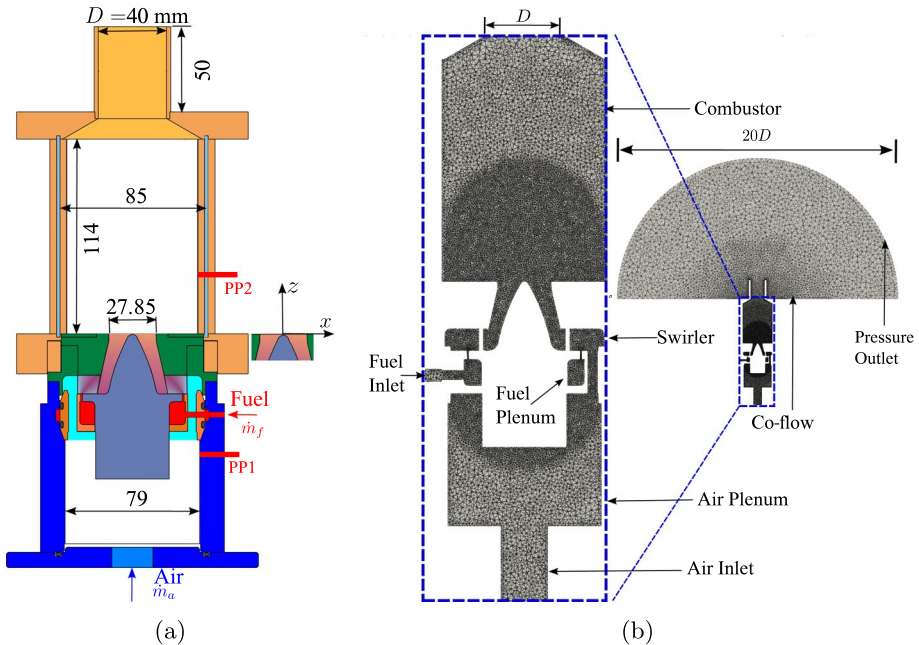 D =40 mm
50
85
114
PP2
27.85
z
x
Fuel
ṁf
PP1
79
Air
ṁa
(a)
D
Combustor
20D
Swirler
Fuel
Inlet
Fuel
Plenum
Pressure
Outlet
Co-flow
Air Plenum
Air Inlet
(b)